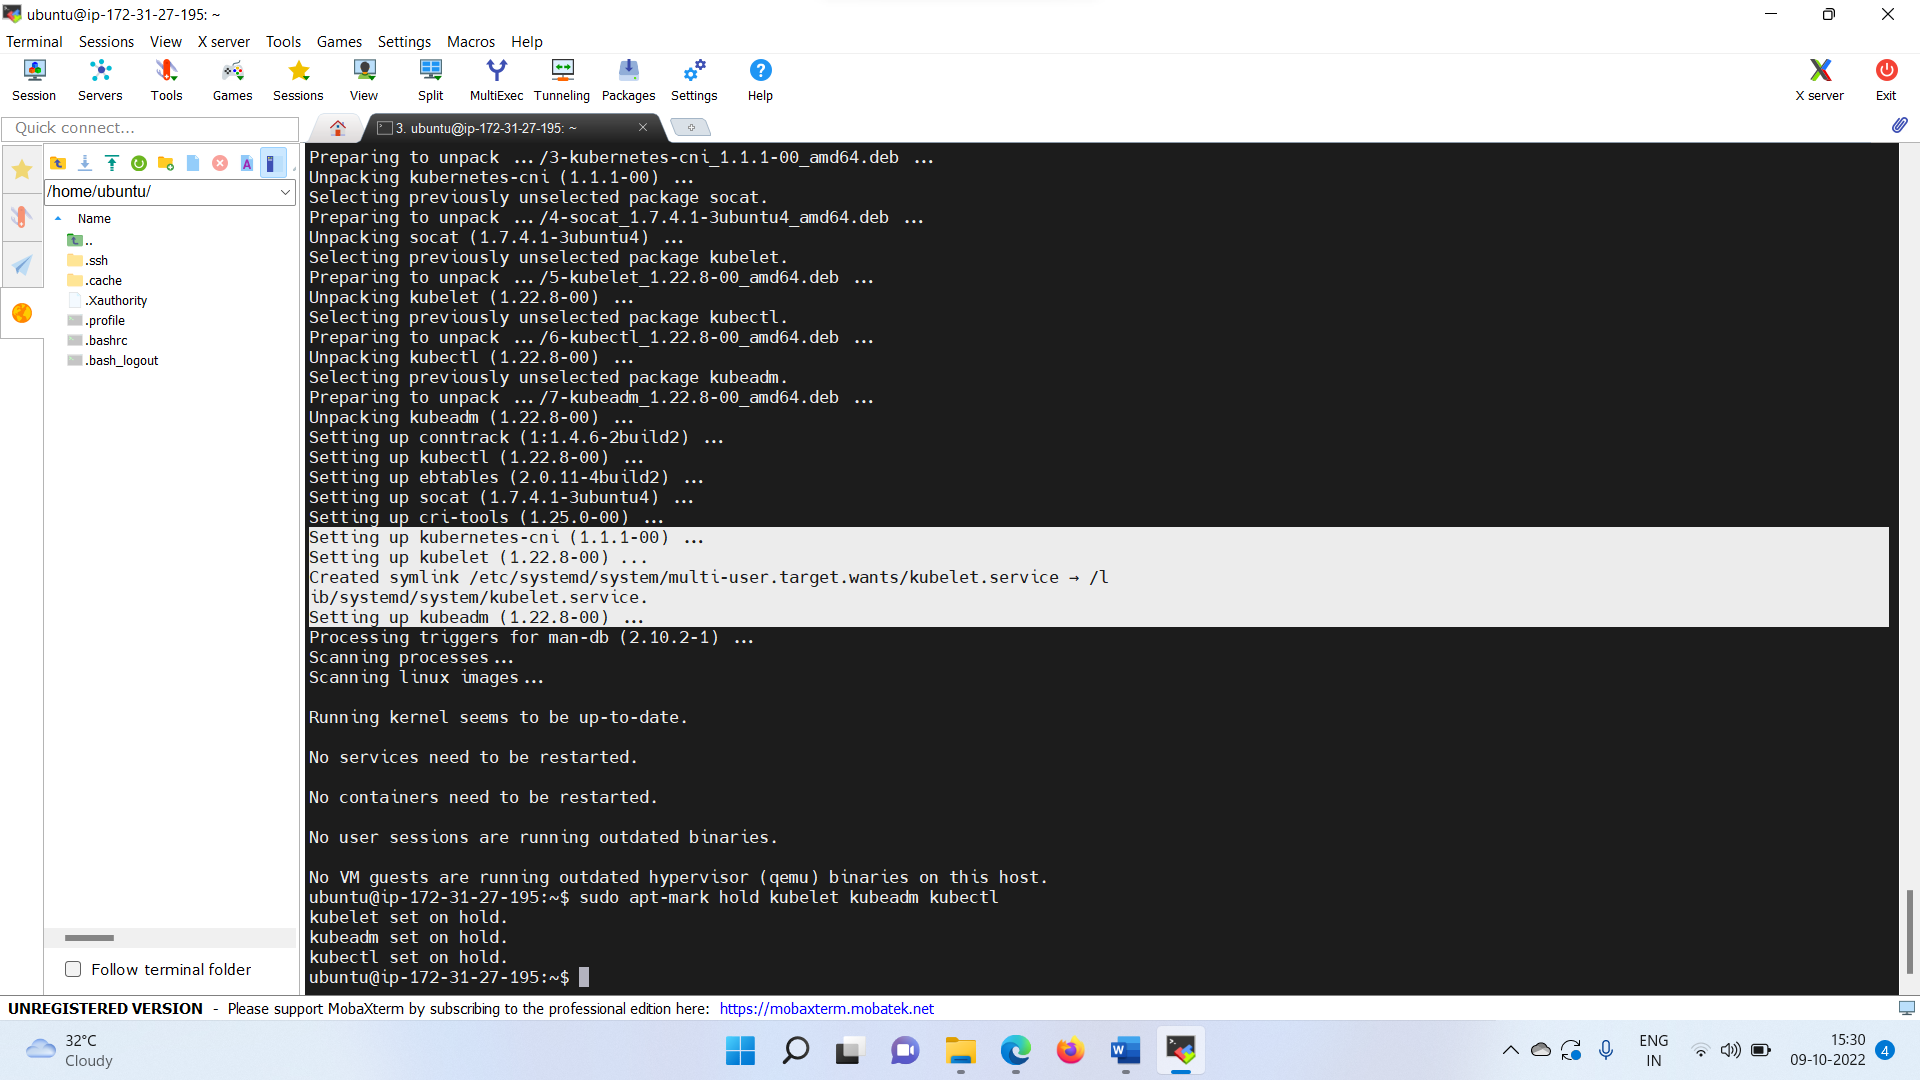 ubuntu@ip-172-31-27-195: ~
Terminal Sessions View X server Tools Games Settings Macros Help
Session Servers Tools Games Sessions View Split MultiExec Tunneling Packages Settings Help X server Exit
Quick connect...
3. ubuntu@ip-172-31-27-195: ~
/home/ubuntu/
Name
..
.ssh
.cache
.Xauthority
.profile
.bashrc
.bash_logout
Follow terminal folder
Preparing to unpack .../3-kubernetes-cni_1.1.1-00_amd64.deb ...
Unpacking kubernetes-cni (1.1.1-00) ...
Selecting previously unselected package socat.
Preparing to unpack .../4-socat_1.7.4.1-3ubuntu4_amd64.deb ...
Unpacking socat (1.7.4.1-3ubuntu4) ...
Selecting previously unselected package kubelet.
Preparing to unpack .../5-kubelet_1.22.8-00_amd64.deb ...
Unpacking kubelet (1.22.8-00) ...
Selecting previously unselected package kubectl.
Preparing to unpack .../6-kubectl_1.22.8-00_amd64.deb ...
Unpacking kubectl (1.22.8-00) ...
Selecting previously unselected package kubeadm.
Preparing to unpack .../7-kubeadm_1.22.8-00_amd64.deb ...
Unpacking kubeadm (1.22.8-00) ...
Setting up conntrack (1:1.4.6-2build2) ...
Setting up kubectl (1.22.8-00) ...
Setting up ebtables (2.0.11-4build2) ...
Setting up socat (1.7.4.1-3ubuntu4) ...
Setting up cri-tools (1.25.0-00) ...
Setting up kubernetes-cni (1.1.1-00) ...
Setting up kubelet (1.22.8-00) ...
Created symlink /etc/systemd/system/multi-user.target.wants/kubelet.service → /l
ib/systemd/system/kubelet.service.
Setting up kubeadm (1.22.8-00) ...
Processing triggers for man-db (2.10.2-1) ...
Scanning processes...
Scanning linux images...
Running kernel seems to be up-to-date.
No services need to be restarted.
No containers need to be restarted.
No user sessions are running outdated binaries.
No VM guests are running outdated hypervisor (qemu) binaries on this host.
ubuntu@ip-172-31-27-195:~$ sudo apt-mark hold kubelet kubeadm kubectl
kubelet set on hold.
kubeadm set on hold.
kubectl set on hold.
ubuntu@ip-172-31-27-195:~$
UNREGISTERED VERSION - Please support MobaXterm by subscribing to the professional edition here: https://mobaxterm.mobatek.net
32°C
Cloudy
ENG
IN
15:30
09-10-2022
4